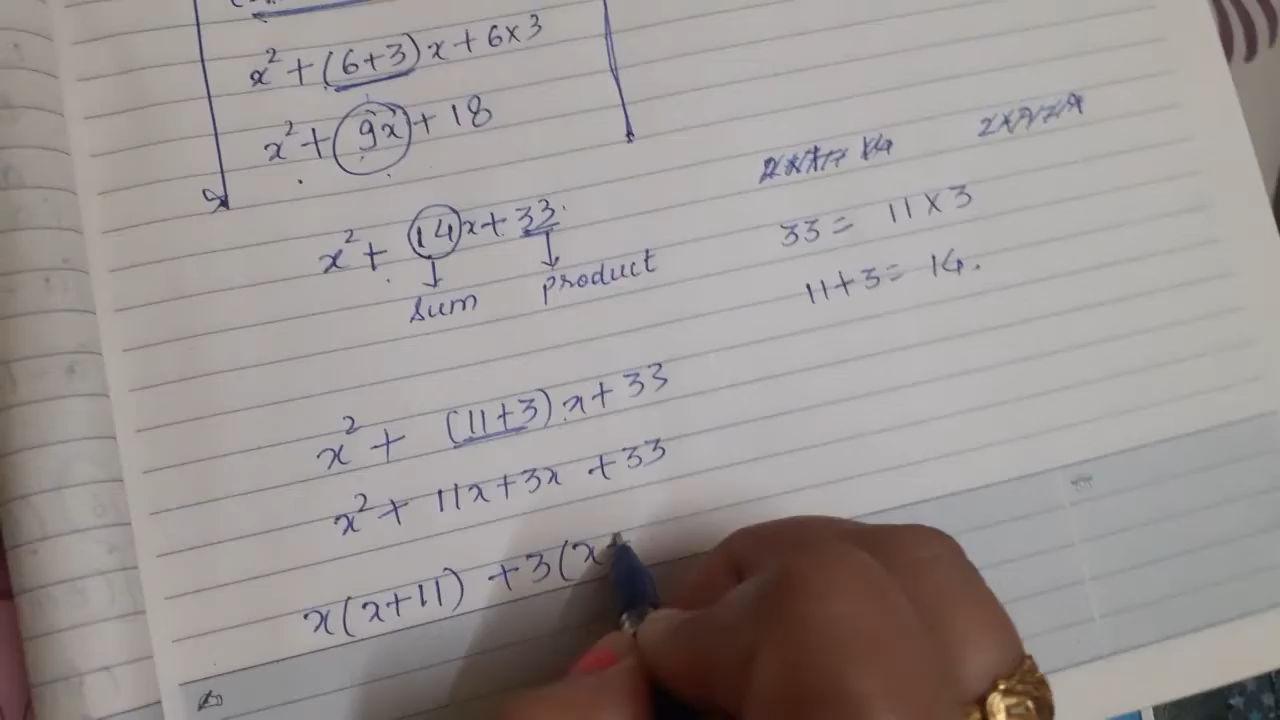 x² + (6+3)x + 6×3
x² + 9x + 18
x² + 14x + 33.
sum product
33 = 11 × 3
11+3 = 14.
x² + (11+3)x + 33
x² + 11x + 3x + 33
x(x+11) + 3(x+